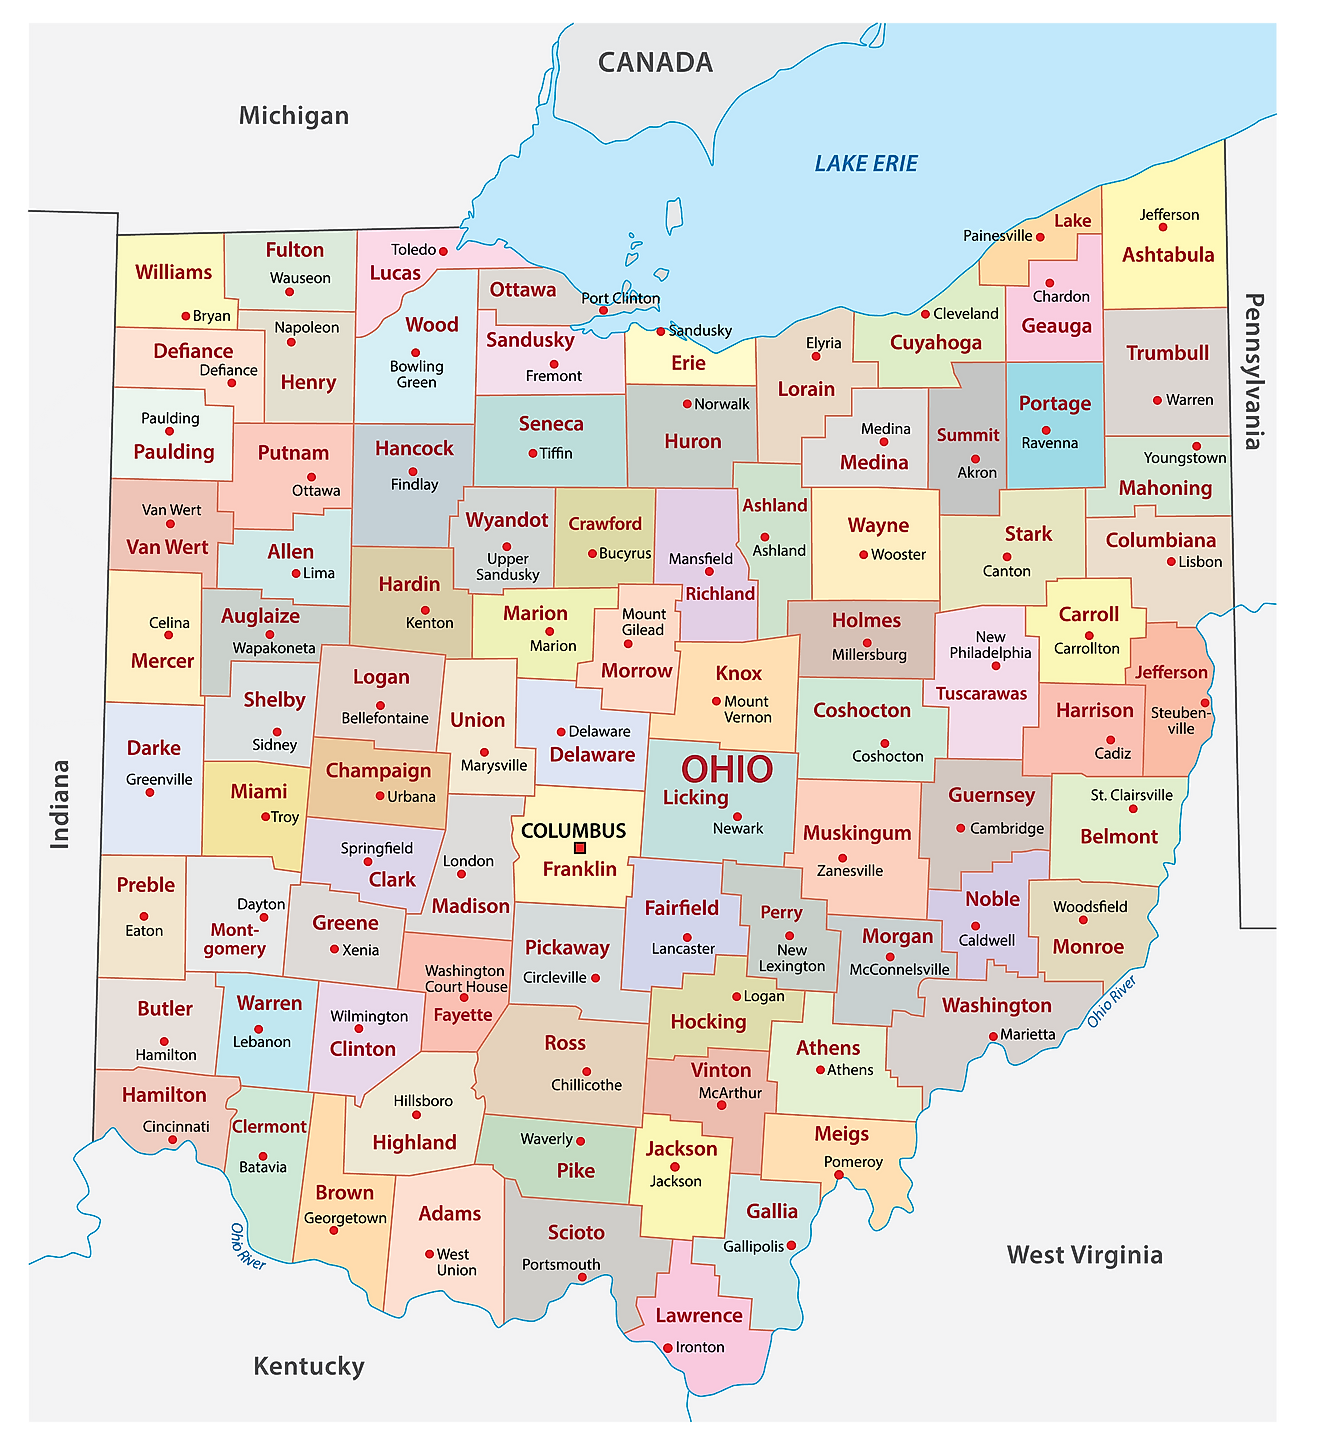 CANADA
Michigan
LAKE ERIE
Jefferson
Ashtabula
Lake
Painesville
Fulton
Wauseon
Toledo
Lucas
Williams
Bryan
Ottawa
Port Clinton
Chardon
Geauga
Cleveland
Cuyahoga
Pennsylvania
Napoleon
Henry
Wood
Bowling
Green
Sandusky
Fremont
Sandusky
Erie
Elyria
Lorain
Trumbull
Warren
Defiance
Defiance
Paulding
Paulding
Putnam
Ottawa
Hancock
Findlay
Seneca
Tiffin
Norwalk
Huron
Medina
Medina
Summit
Akron
Portage
Ravenna
Youngstown
Mahoning
Van Wert
Van Wert
Allen
Lima
Wyandot
Upper
Sandusky
Crawford
Bucyrus
Mansfield
Richland
Ashland
Ashland
Wayne
Wooster
Stark
Canton
Columbiana
Lisbon
Hardin
Kenton
Celina
Mercer
Auglaize
Wapakoneta
Marion
Marion
Mount
Gilead
Morrow
Holmes
Millersburg
New
Philadelphia
Tuscarawas
Carroll
Carrollton
Jefferson
Steuben-
ville
Shelby
Sidney
Logan
Bellefontaine
Union
Marysville
Delaware
Delaware
Knox
Mount
Vernon
Coshocton
Coshocton
Harrison
Cadiz
Indiana
Darke
Greenville
Miami
Troy
Champaign
Urbana
OHIO
Licking
Newark
Guernsey
Cambridge
St. Clairsville
Belmont
Muskingum
Zanesville
COLUMBUS
Franklin
Springfield
Clark
London
Madison
Preble
Eaton
Dayton
Mont-
gomery
Greene
Xenia
Fairfield
Lancaster
Perry
New
Lexington
Morgan
McConnelsville
Noble
Caldwell
Woodsfield
Monroe
Pickaway
Circleville
Washington
Court House
Fayette
Butler
Hamilton
Warren
Lebanon
Wilmington
Clinton
Logan
Hocking
Washington
Marietta
Ohio River
Ross
Chillicothe
Athens
Athens
Vinton
McArthur
Hamilton
Cincinnati
Clermont
Batavia
Hillsboro
Highland
Waverly
Pike
Jackson
Jackson
Meigs
Pomeroy
Brown
Georgetown
Adams
West
Union
Scioto
Portsmouth
Gallia
Gallipolis
Ohio River
West Virginia
Lawrence
Ironton
Kentucky